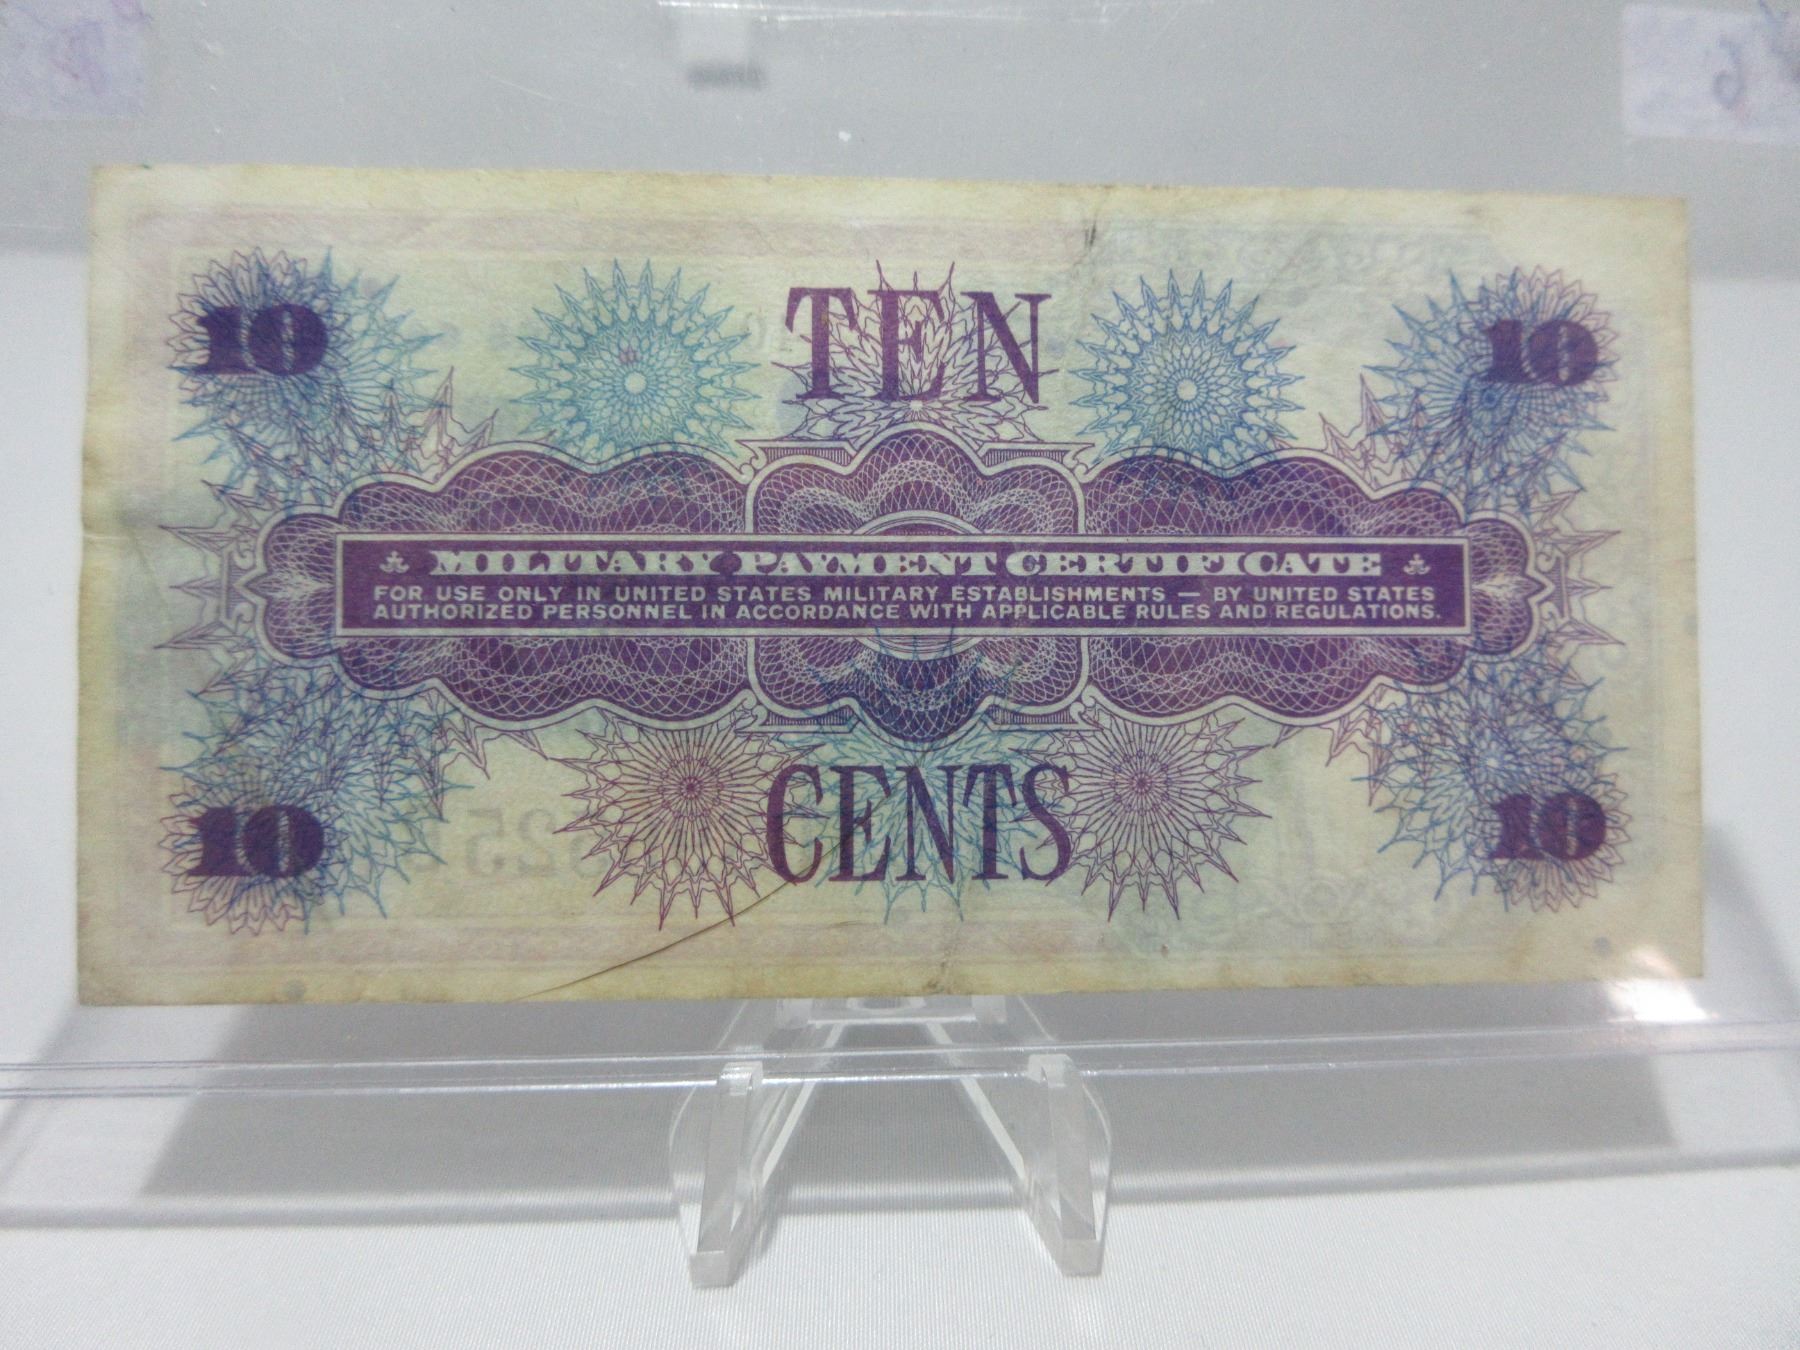 10 TEN 10
MILITARY PAYMENT CERTIFICATE
FOR USE ONLY IN UNITED STATES MILITARY ESTABLISHMENTS — BY UNITED STATES
AUTHORIZED PERSONNEL IN ACCORDANCE WITH APPLICABLE RULES AND REGULATIONS.
10 CENTS 10